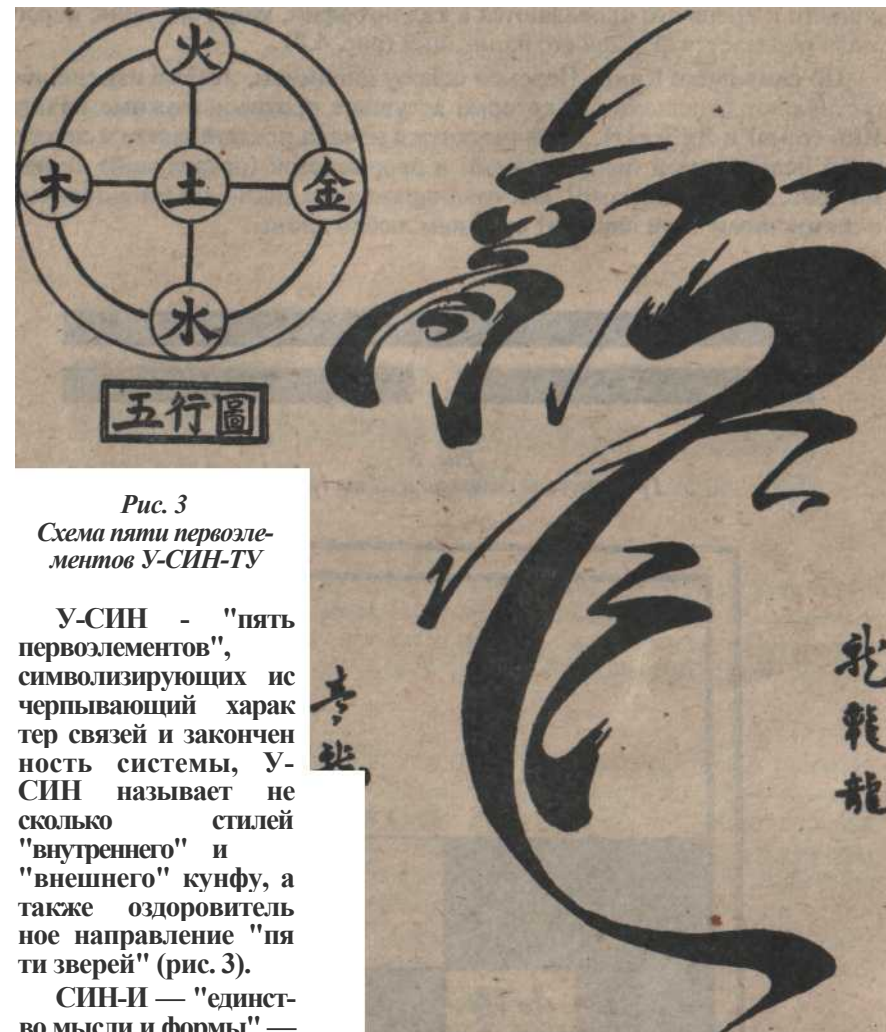 火
木 土 金
水
五行圖
龍
Рис. 3
Схема пяти первоэле-
ментов У-СИН-ТУ
У-СИН - "пять
первоэлементов",
символизирующих ис
черпывающий харак
тер связей и закончен
ность системы, У-
СИН называет не
сколько стилей
"внутреннего" и
"внешнего" кунфу, а
также оздоровитель
ное направление "пя
ти зверей" (рис. 3).
СИН-И — "единст-
во мысли и формы" —